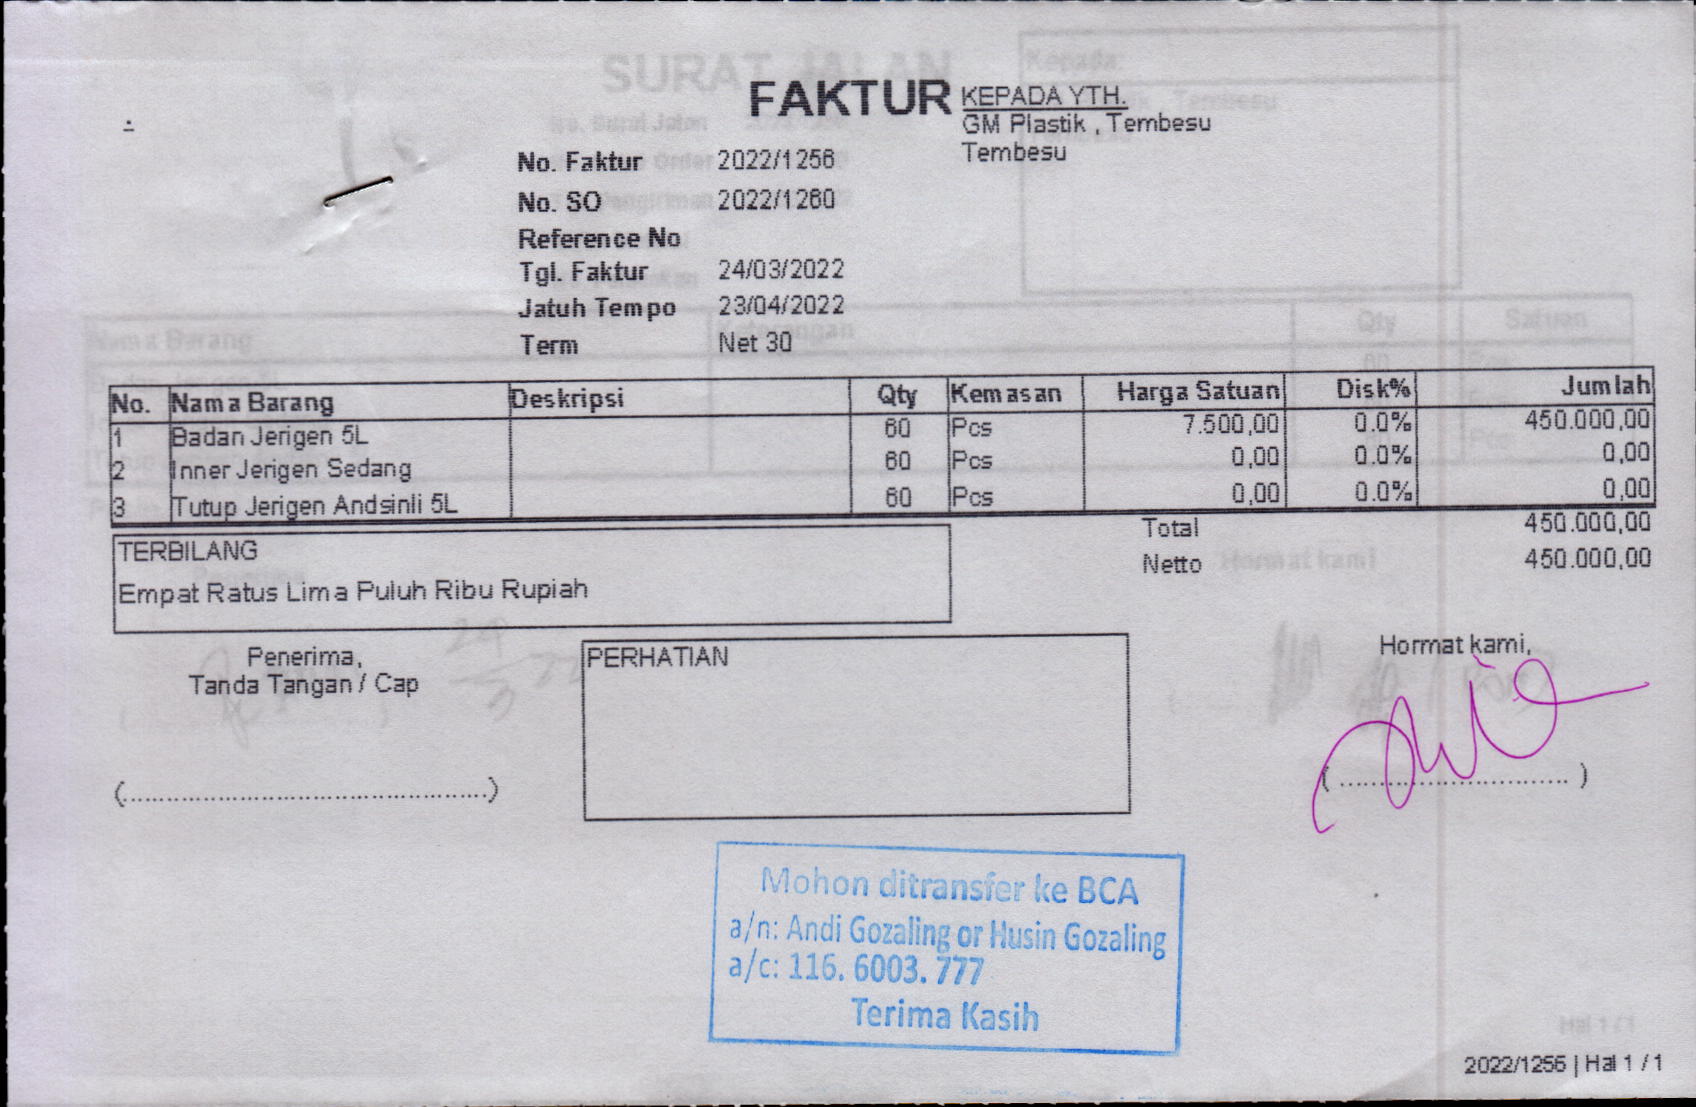 FAKTUR
KEPADA YTH.
GM Plastik , Tembesu
Tembesu
No. Faktur 2022/1256
No. SO 2022/1260
Reference No
Tgl. Faktur 24/03/2022
Jatuh Tempo 23/04/2022
Term Net 30
No. Nama Barang Deskripsi Qty Kemasan Harga Satuan Disk% Jumlah
1 Badan Jerigen 5L 60 Pcs 7.500,00 0.0% 450.000,00
2 Inner Jerigen Sedang 60 Pcs 0,00 0.0% 0,00
3 Tutup Jerigen Andsinli 5L 60 Pcs 0,00 0.0% 0,00
Total 450.000,00
Netto 450.000,00
TERBILANG
Empat Ratus Lima Puluh Ribu Rupiah
Penerima,
Tanda Tangan / Cap
PERHATIAN
Hormat kami,
(..................................................)
( ................................ )
Mohon ditransfer ke BCA
a/n: Andi Gozaling or Husin Gozaling
a/c: 116. 6003. 777
Terima Kasih
2022/1256 | Hal 1 / 1